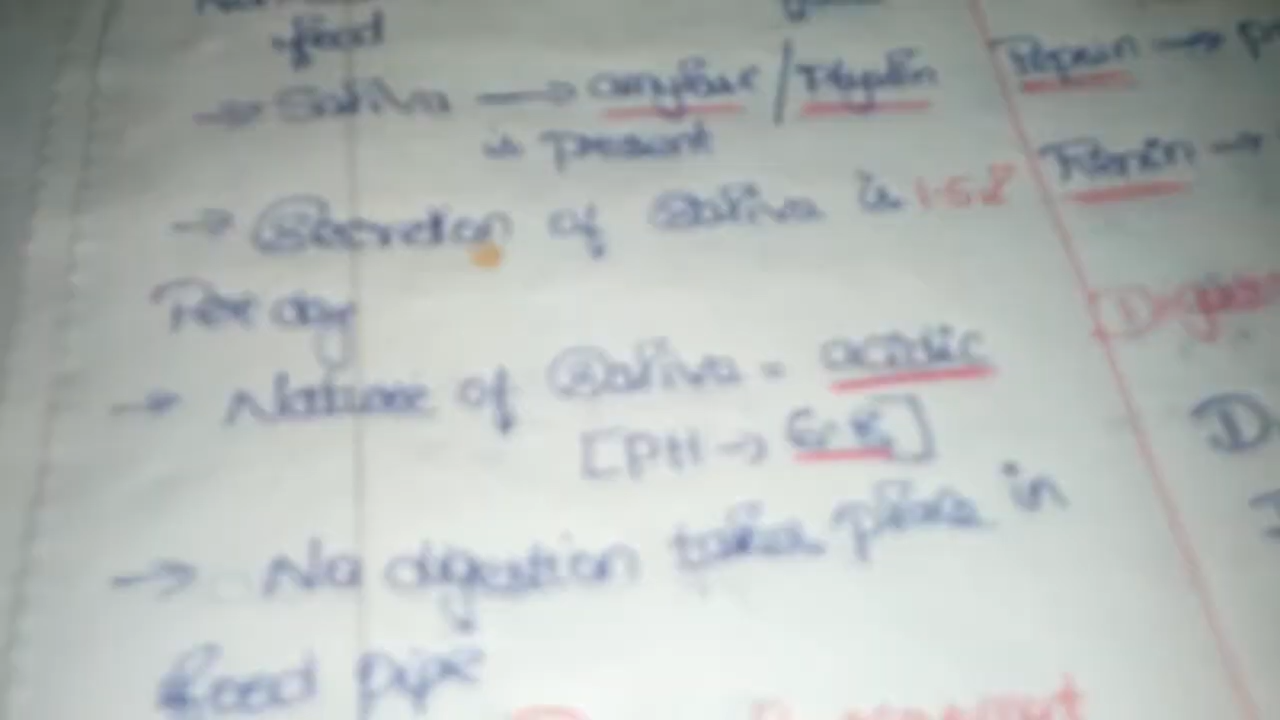 food
→ Saliva → amylase / Ptyalin
is present
→ Secretion of Saliva is 1.5 l
Per day
→ Nature of Saliva - acidic
[PH → 6.8]
→ No digestion takes place in
food pipe
Pepsin →
Renin →